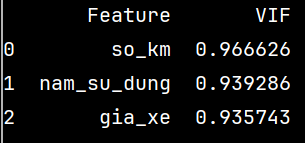 Feature VIF
0 so_km 0.966626
1 nam_su_dung 0.939286
2 gia_xe 0.935743